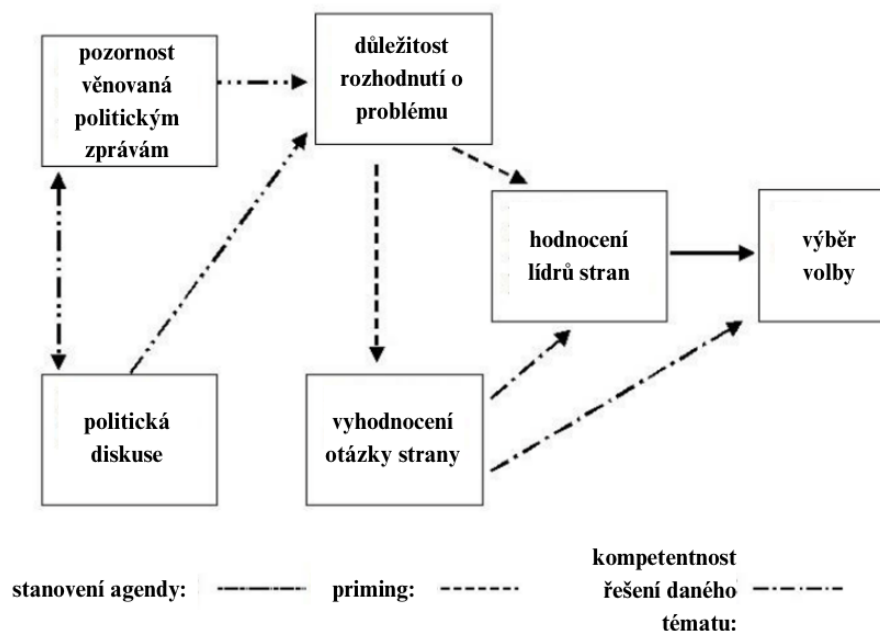 pozornost
věnovaná
politickým
zprávám
důležitost
rozhodnutí o
problému
hodnocení
lídrů stran
výběr
volby
politická
diskuse
vyhodnocení
otázky strany
stanovení agendy:
priming:
kompetentnost
řešení daného
tématu: